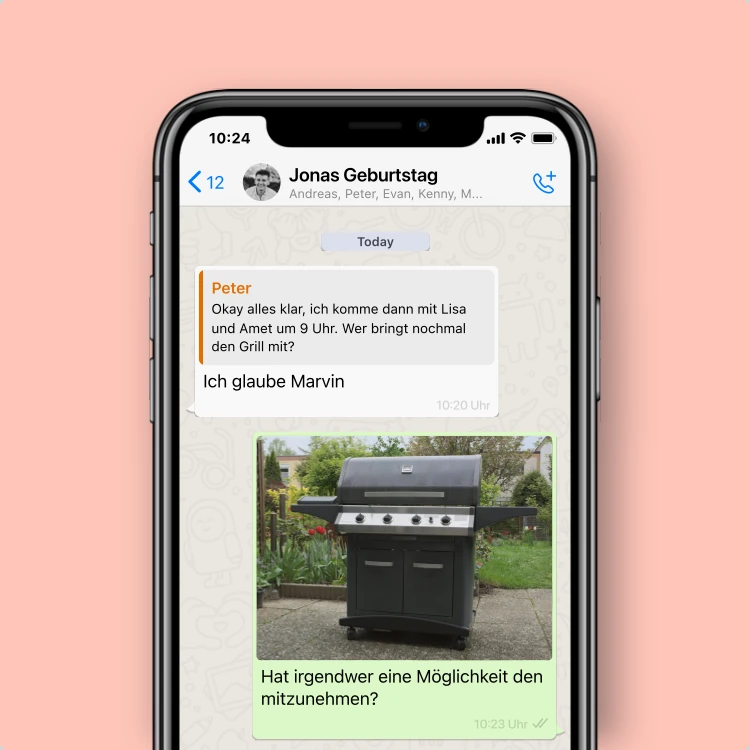 10:24
12
Jonas Geburtstag
Andreas, Peter, Evan, Kenny, M...
Today
Peter
Okay alles klar, ich komme dann mit Lisa
und Amet um 9 Uhr. Wer bringt nochmal
den Grill mit?
Ich glaube Marvin
10:20 Uhr
Hat irgendwer eine Möglichkeit den
mitzunehmen?
10:23 Uhr